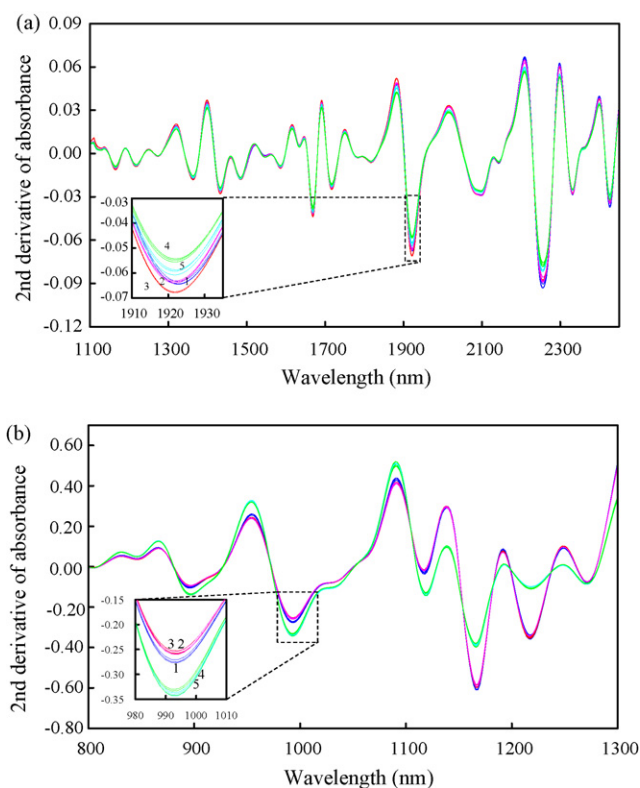 (a)
0.09
0.06
0.03
0.00
-0.03
-0.06
-0.09
-0.12
2nd derivative of absorbance
-0.03
-0.04
-0.05
-0.06
-0.07
4
5
3 2 1
1910 1920 1930
1100 1300 1500 1700 1900 2100 2300
Wavelength (nm)
(b)
0.60
0.40
0.20
0.00
-0.20
-0.40
-0.60
-0.80
2nd derivative of absorbance
-0.15
-0.20
-0.25
-0.30
-0.35
3 2
1
4
5
980 990 1000 1010
800 900 1000 1100 1200 1300
Wavelength (nm)